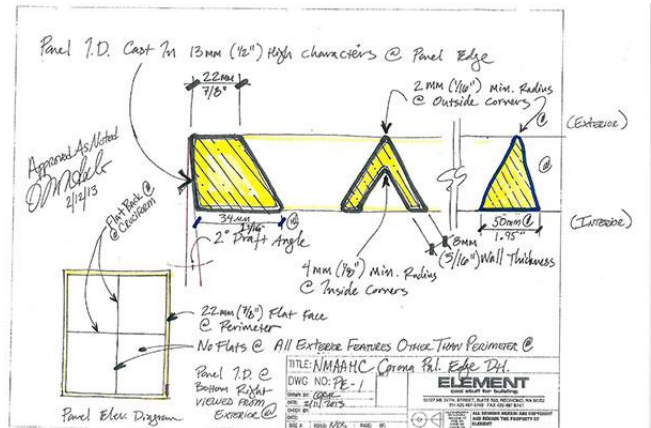 Panel I.D. Cast In 13mm (1/2") High Characters @ Panel Edge
22mm
7/8"
2mm (1/16") Min. Radius
@ Outside Corners
(EXTERIOR)
Approved As Noted
2/12/13
Flat Back @
@ Cruciform
34mm
2° Draft Angle
4mm (1/8") Min. Radius
@ Inside Corners
8mm
(5/16") Wall Thickness
50mm
1.95"
(INTERIOR)
22mm (7/8") Flat Face
@ Perimeter
No Flats @ All Exterior Features Other Than Perimeter
Panel I.D. @
Bottom Right
VIEWED FROM
EXTERIOR
Panel Elev. Diagram
TITLE: NMAAHC Corona Pnl. Edge Dtl.
DWG NO: PE-1
ELEMENT
cool stuff for building